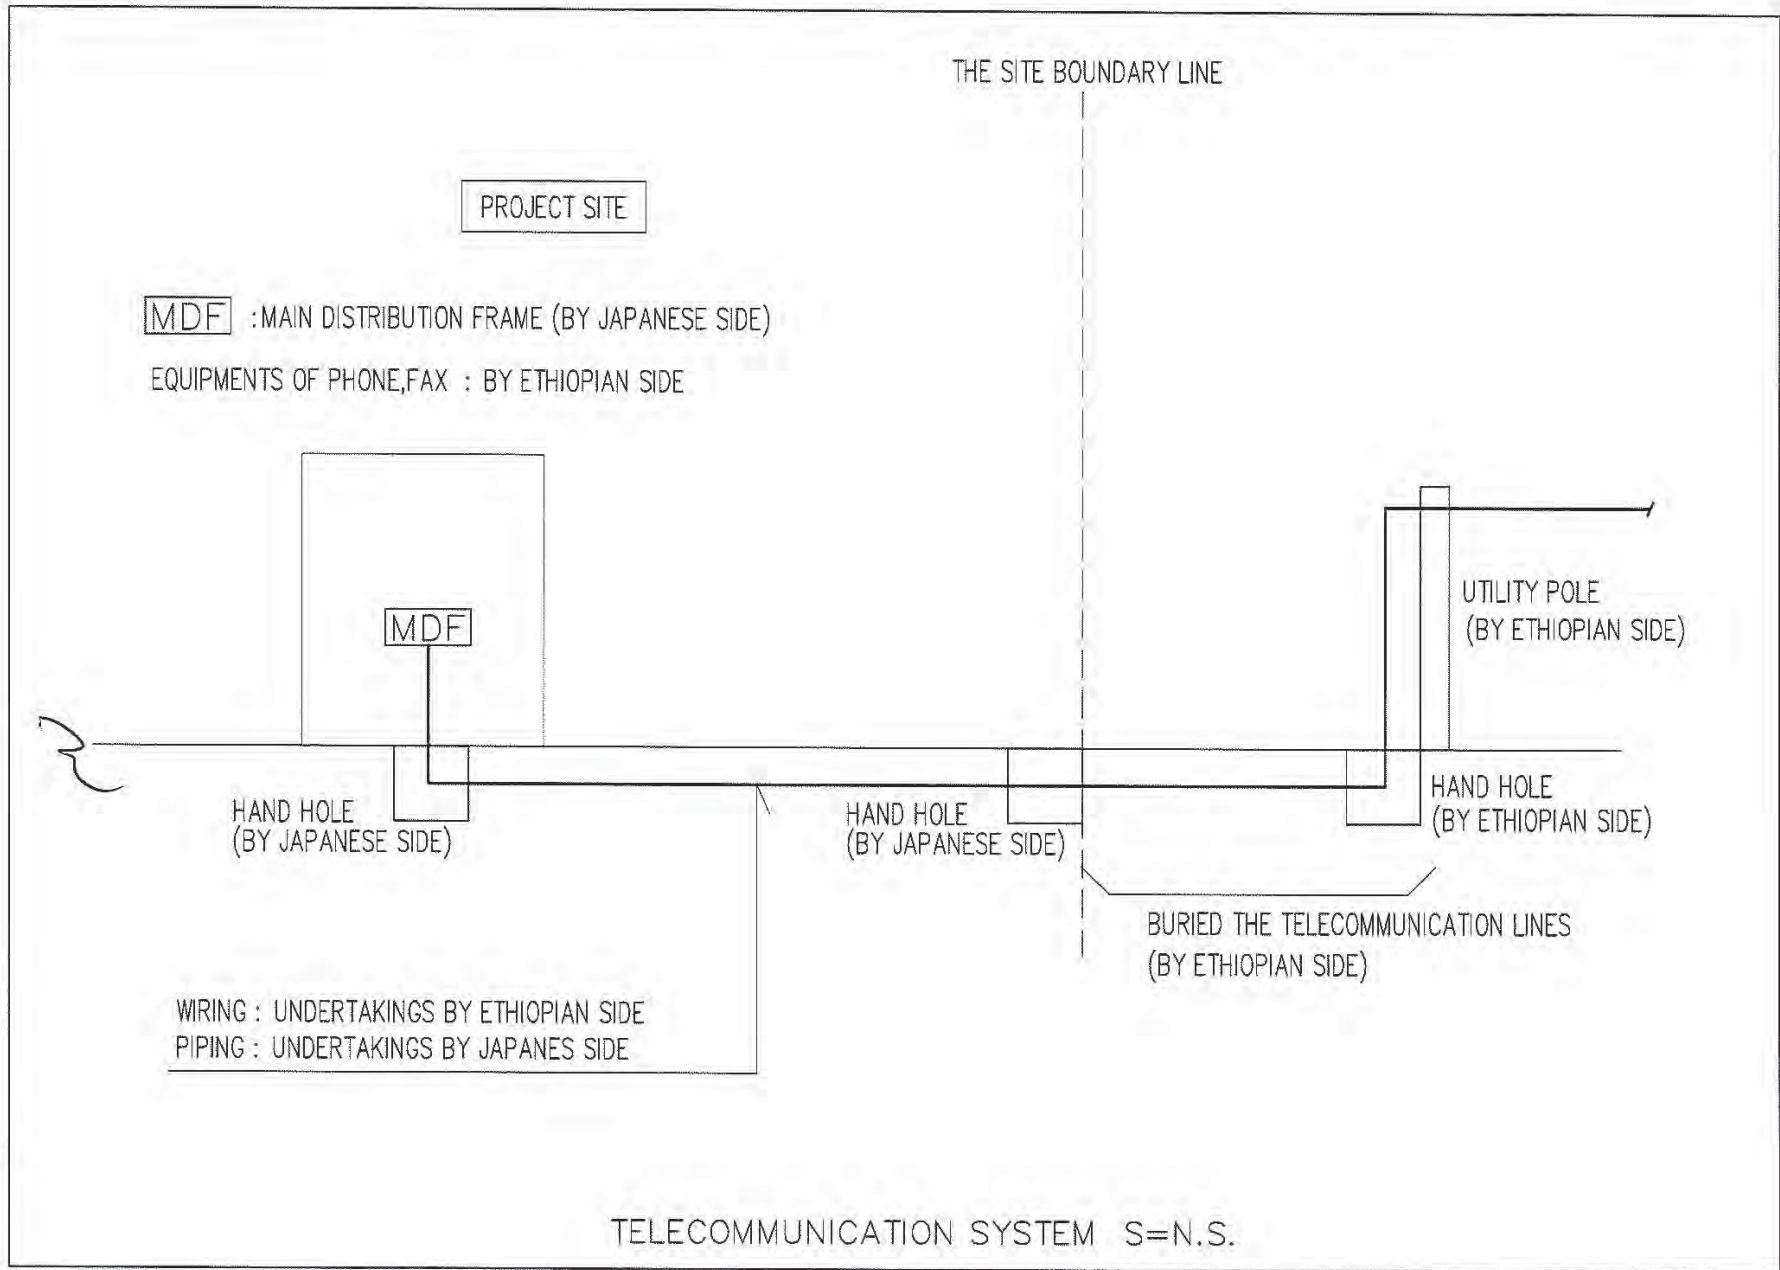 THE SITE BOUNDARY LINE
PROJECT SITE
MDF :MAIN DISTRIBUTION FRAME (BY JAPANESE SIDE)
EQUIPMENTS OF PHONE,FAX : BY ETHIOPIAN SIDE
UTILITY POLE
(BY ETHIOPIAN SIDE)
MDF
HAND HOLE
(BY JAPANESE SIDE)
HAND HOLE
(BY JAPANESE SIDE)
HAND HOLE
(BY ETHIOPIAN SIDE)
BURIED THE TELECOMMUNICATION LINES
(BY ETHIOPIAN SIDE)
WIRING : UNDERTAKINGS BY ETHIOPIAN SIDE
PIPING : UNDERTAKINGS BY JAPANES SIDE
TELECOMMUNICATION SYSTEM S=N.S.